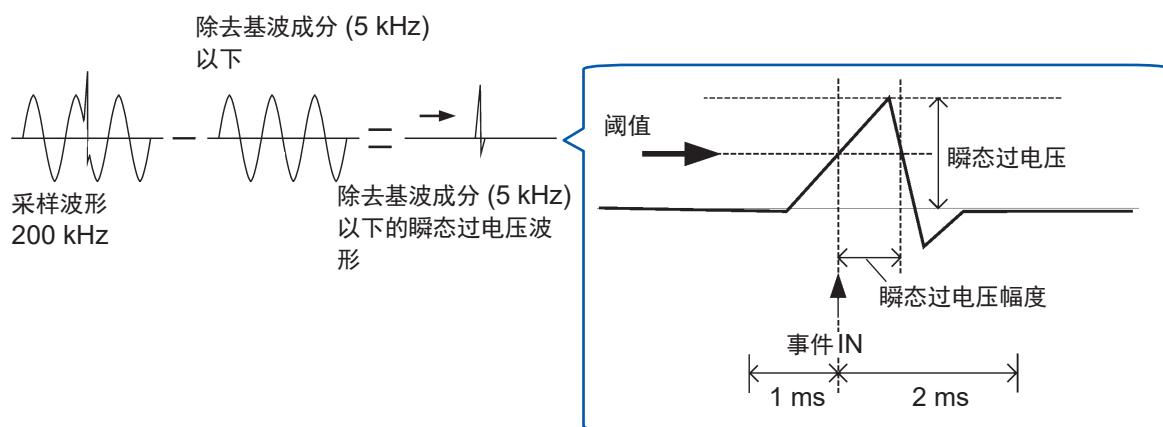 除去基波成分 (5 kHz)
以下
采样波形
200 kHz
除去基波成分 (5 kHz)
以下的瞬态过电压波
形
阈值
瞬态过电压
瞬态过电压幅度
事件 IN
1 ms
2 ms